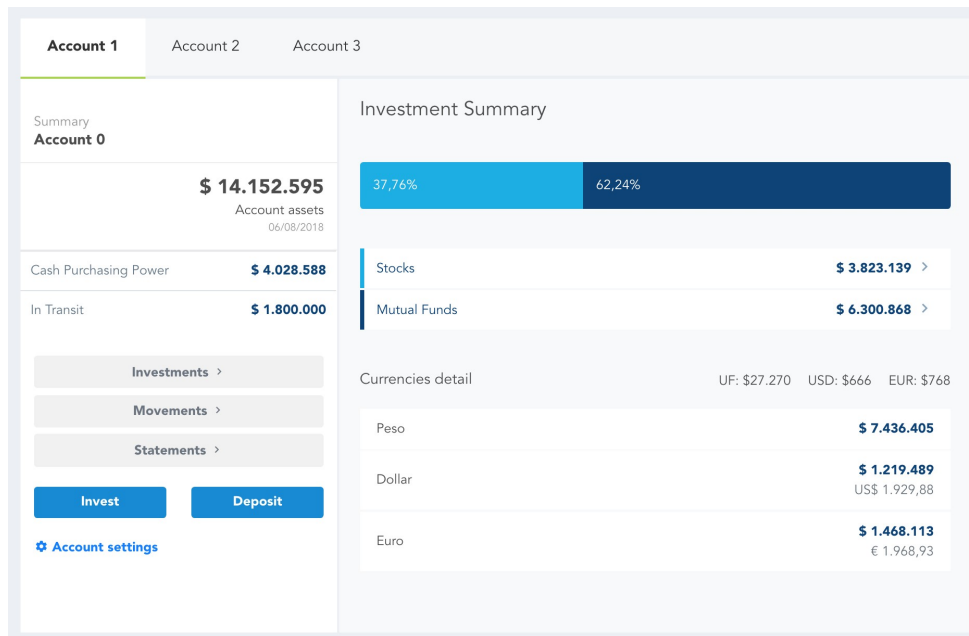 Account 1 Account 2 Account 3
Summary
Account 0
$ 14.152.595
Account assets
06/08/2018
Cash Purchasing Power $ 4.028.588
In Transit $ 1.800.000
Investments >
Movements >
Statements >
Invest Deposit
Account settings
Investment Summary
37,76% 62,24%
Stocks $ 3.823.139 >
Mutual Funds $ 6.300.868 >
Currencies detail UF: $27.270 USD: $666 EUR: $768
Peso $ 7.436.405
Dollar $ 1.219.489
US$ 1.929,88
Euro $ 1.468.113
€ 1.968,93